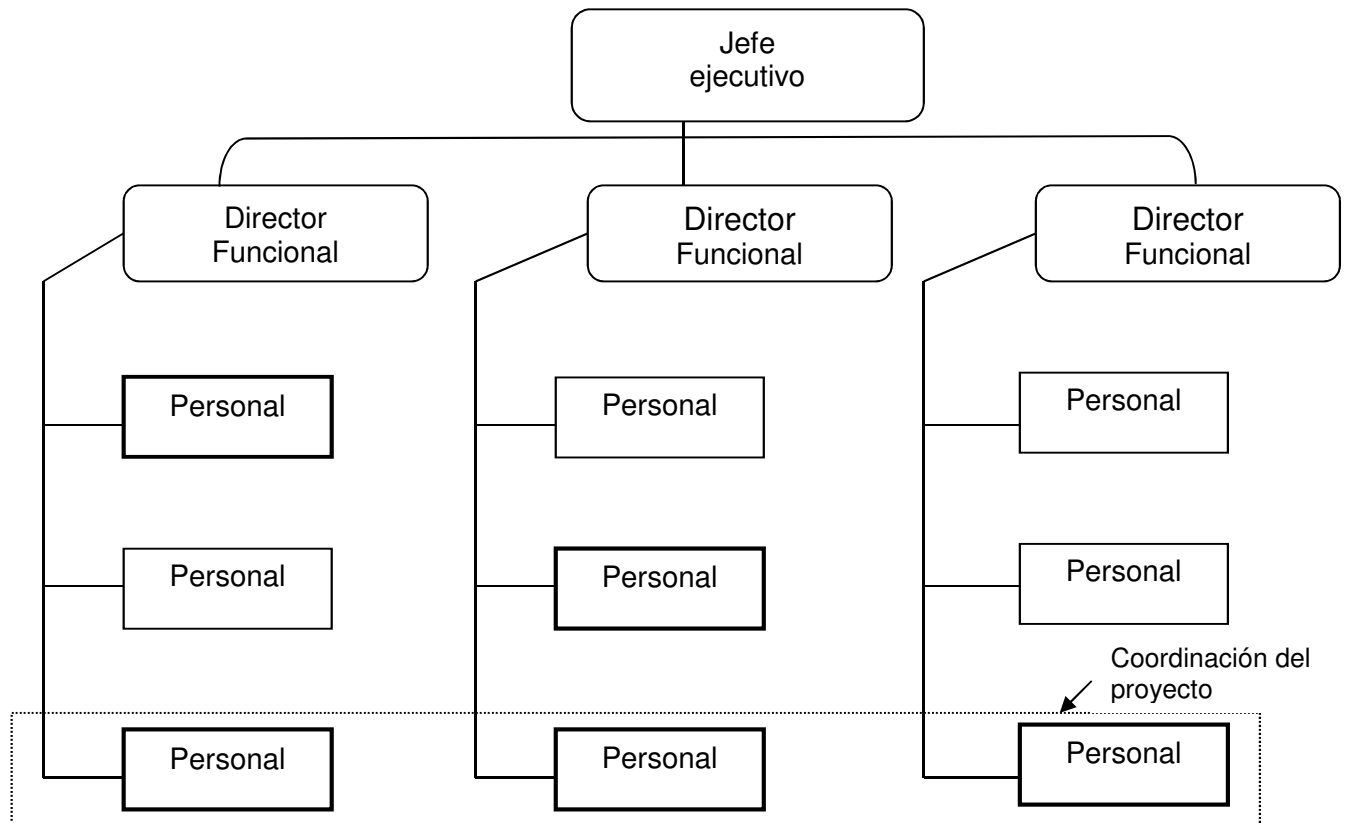 Jefe
ejecutivo
Director
Funcional
Director
Funcional
Director
Funcional
Personal
Personal
Personal
Personal
Personal
Personal
Coordinación del
proyecto
Personal
Personal
Personal